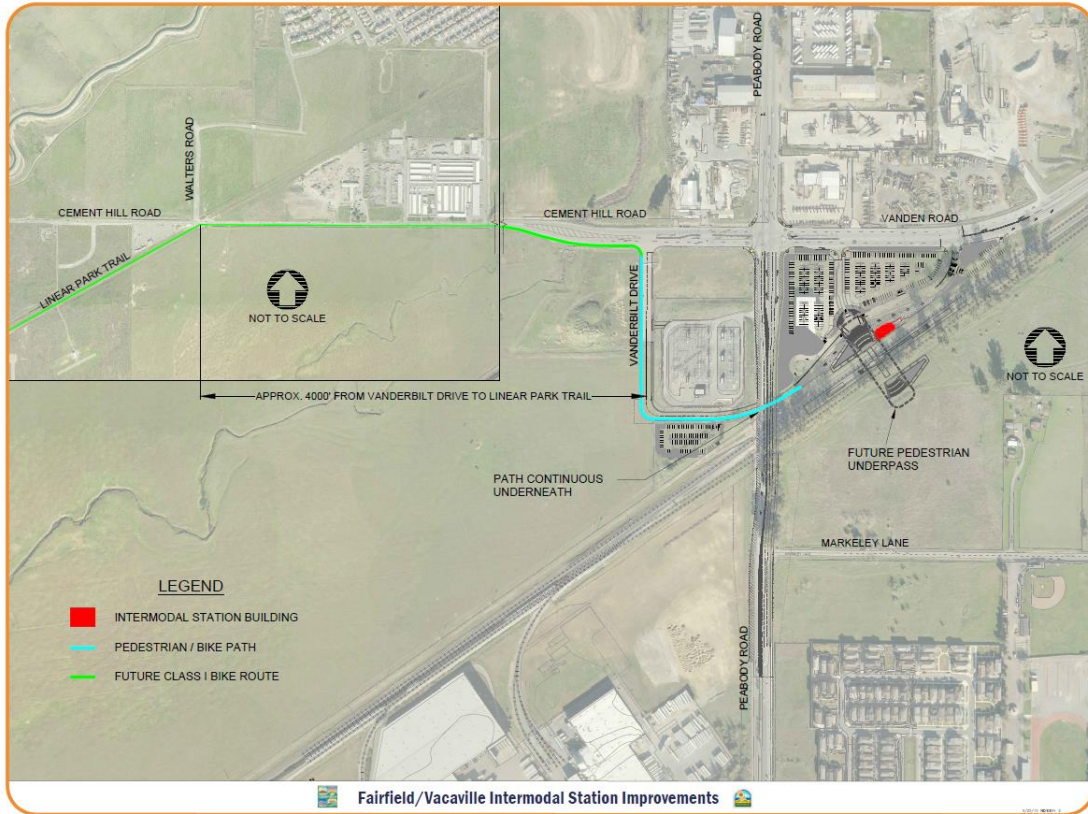 PEABODY ROAD
WALTERS ROAD
CEMENT HILL ROAD
CEMENT HILL ROAD
VANDEN ROAD
LINEAR PARK TRAIL
NOT TO SCALE
VANDERBILT DRIVE
NOT TO SCALE
APPROX. 4000' FROM VANDERBILT DRIVE TO LINEAR PARK TRAIL
FUTURE PEDESTRIAN
UNDERPASS
PATH CONTINUOUS
UNDERNEATH
MARKELEY LANE
LEGEND
INTERMODAL STATION BUILDING
PEDESTRIAN / BIKE PATH
FUTURE CLASS I BIKE ROUTE
PEABODY ROAD
Fairfield/Vacaville Intermodal Station Improvements